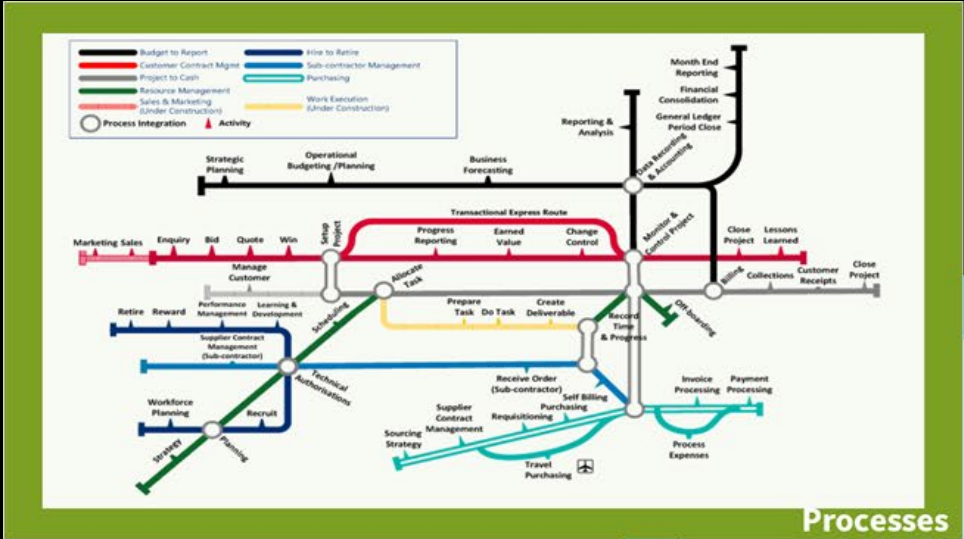 Budget to Report
Hire to Retire
Customer Contract Mgmt
Sub-contractor Management
Project to Cash
Purchasing
Resource Management
Sales & Marketing
(Under Construction)
Work Execution
(Under Construction)
Process Integration
Activity
Month End
Reporting
Financial
Consolidation
General Ledger
Period Close
Reporting &
Analysis
Data Recording
& Accounting
Strategic
Planning
Operational
Budgeting /Planning
Business
Forecasting
Transactional Express Route
Setup
Project
Progress
Reporting
Earned
Value
Change
Control
Monitor &
Control Project
Close
Project
Lessons
Learned
Marketing
Sales
Enquiry
Bid
Quote
Win
Manage
Customer
Allocate
Task
Billing
Collections
Customer
Receipts
Close
Project
Retire
Reward
Performance
Management
Learning &
Development
Scheduling
Prepare
Task
Do Task
Create
Deliverable
Record
Time
& Progress
Off-boarding
Supplier Contract
Management
(Sub-contractor)
Technical
Authorisations
Receive Order
(Sub-contractor)
Self Billing
Purchasing
Requisitioning
Supplier
Contract
Management
Sourcing
Strategy
Travel
Purchasing
Invoice
Processing
Payment
Processing
Process
Expenses
Workforce
Planning
Recruit
Strategy
Planning
Processes